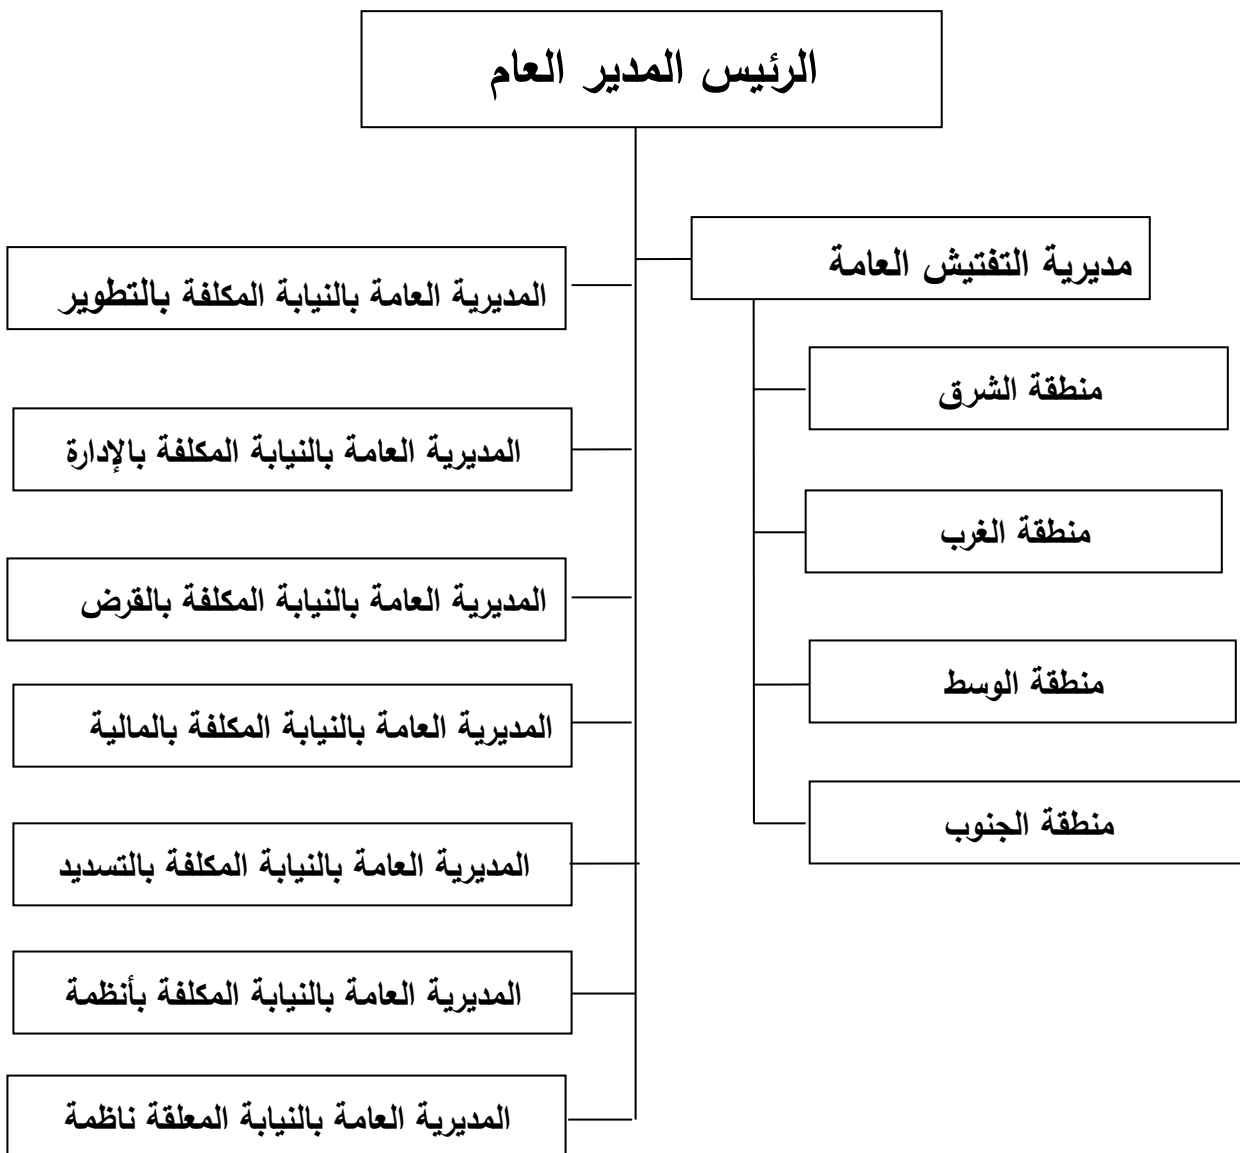 الرئيس المدير العام
مديرية التفتيش العامة
منطقة الشرق
منطقة الغرب
منطقة الوسط
منطقة الجنوب
المديرية العامة بالنيابة المكلفة بالتطوير
المديرية العامة بالنيابة المكلفة بالإدارة
المديرية العامة بالنيابة المكلفة بالقرض
المديرية العامة بالنيابة المكلفة بالمالية
المديرية العامة بالنيابة المكلفة بالتسديد
المديرية العامة بالنيابة المكلفة بأنظمة
المديرية العامة بالنيابة المعلقة ناظمة